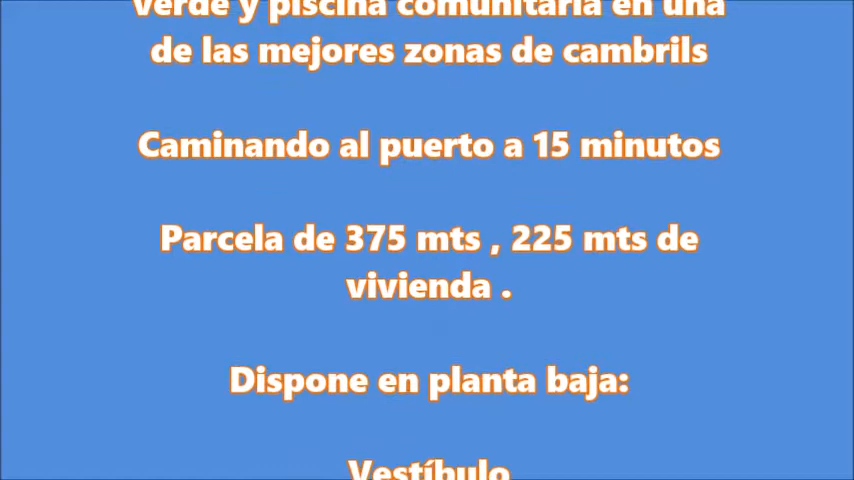 verde y piscina comunitaria en una
de las mejores zonas de cambrils
Caminando al puerto a 15 minutos
Parcela de 375 mts , 225 mts de
vivienda .
Dispone en planta baja:
Vestíbulo